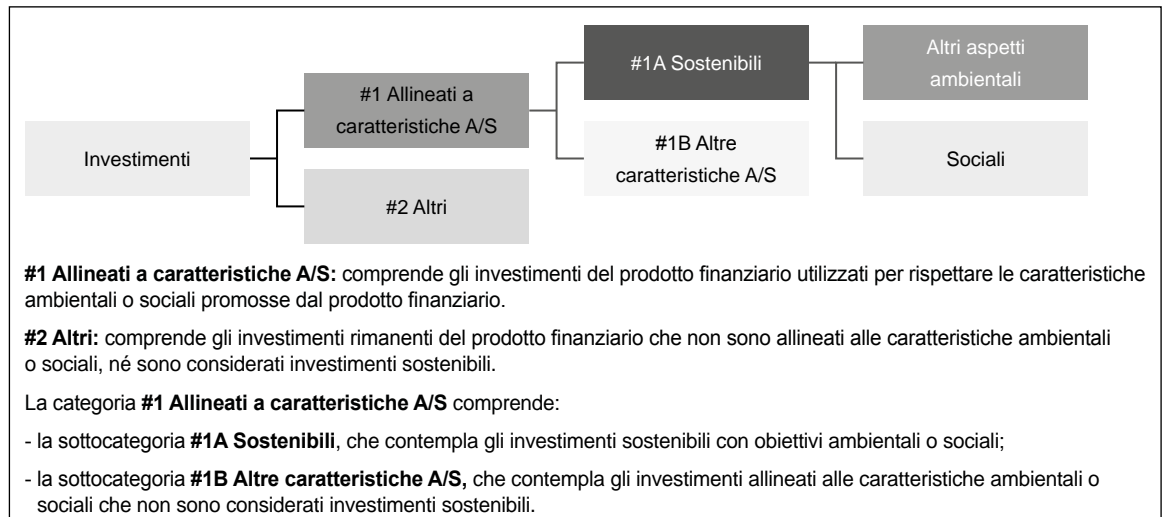 Investimenti
#1 Allineati a
caratteristiche A/S
#2 Altri
#1A Sostenibili
#1B Altre
caratteristiche A/S
Altri aspetti
ambientali
Sociali
#1 Allineati a caratteristiche A/S: comprende gli investimenti del prodotto finanziario utilizzati per rispettare le caratteristiche
ambientali o sociali promosse dal prodotto finanziario.
#2 Altri: comprende gli investimenti rimanenti del prodotto finanziario che non sono allineati alle caratteristiche ambientali
o sociali, né sono considerati investimenti sostenibili.
La categoria #1 Allineati a caratteristiche A/S comprende:
- la sottocategoria #1A Sostenibili, che contempla gli investimenti sostenibili con obiettivi ambientali o sociali;
- la sottocategoria #1B Altre caratteristiche A/S, che contempla gli investimenti allineati alle caratteristiche ambientali o
sociali che non sono considerati investimenti sostenibili.